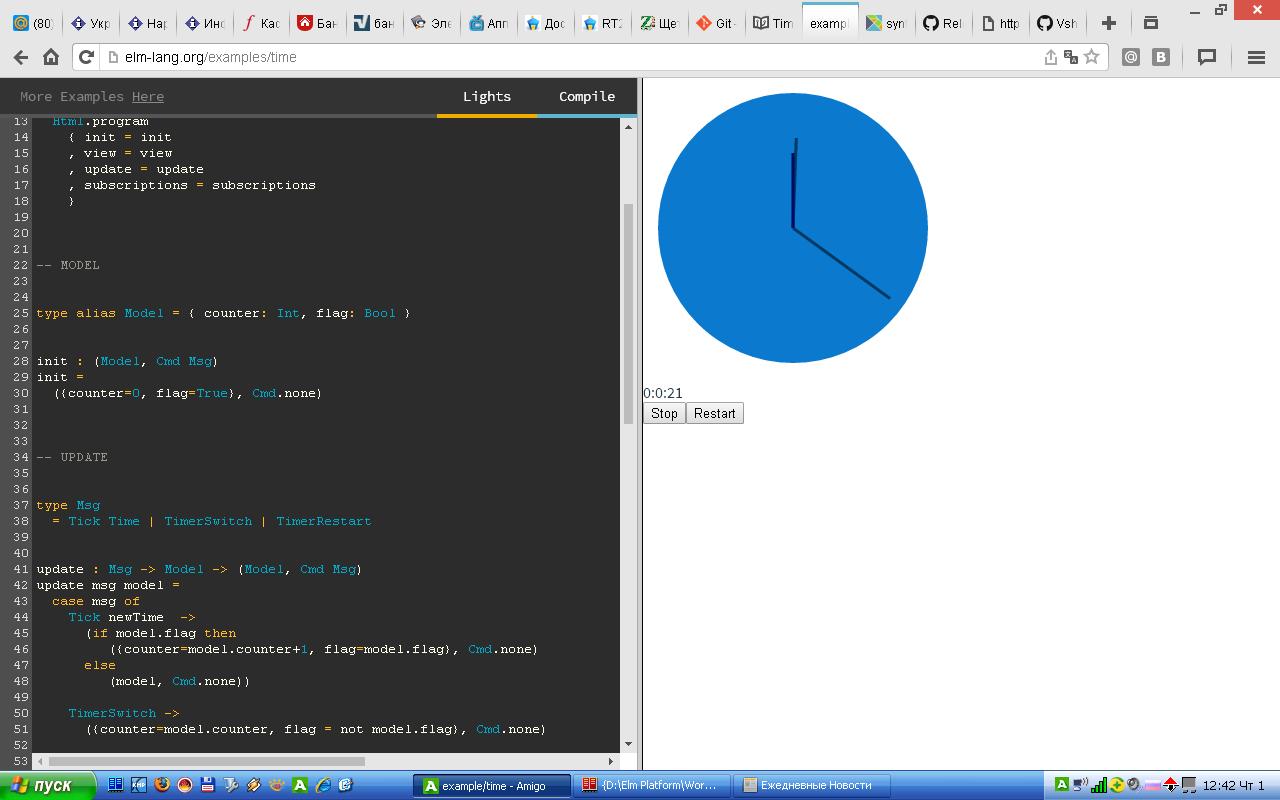 (80)
Укр
Нар
Инс
Кас
Бан
бан
Эле
Апп
Дос
RT2
Ще
Git -
Tim
exampl
syn
Rel
http
Vsh
elm-lang.org/examples/time
More Examples Here
Lights
Compile
13 Html.program
14 { init = init
15 , view = view
16 , update = update
17 , subscriptions = subscriptions
18 }
19
20
21
22 -- MODEL
23
24
25 type alias Model = { counter: Int, flag: Bool }
26
27
28 init : (Model, Cmd Msg)
29 init =
30 ({counter=0, flag=True}, Cmd.none)
31
32
33
34 -- UPDATE
35
36
37 type Msg
38 = Tick Time | TimerSwitch | TimerRestart
39
40
41 update : Msg -> Model -> (Model, Cmd Msg)
42 update msg model =
43 case msg of
44 Tick newTime ->
45 (if model.flag then
46 ({counter=model.counter+1, flag=model.flag}, Cmd.none)
47 else
48 (model, Cmd.none))
49
50 TimerSwitch ->
51 ({counter=model.counter, flag = not model.flag}, Cmd.none)
52
53
0:0:21
Stop
Restart
пуск
example/time - Amigo
{D:\Elm Platform\Wor...
Ежедневные Новости
12:42 Чт 1